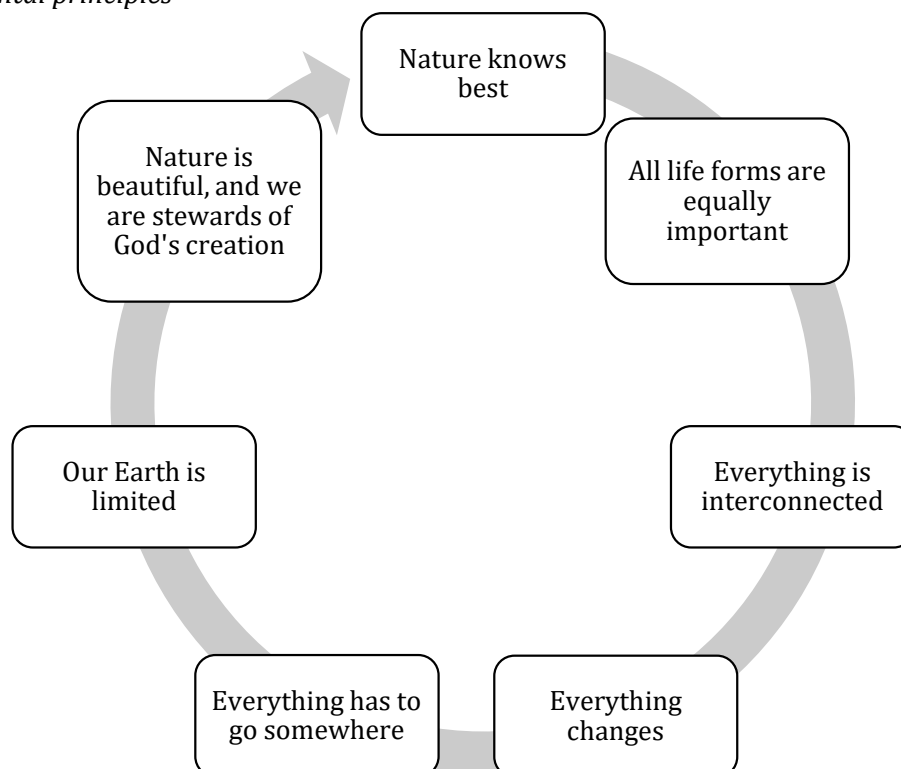 principles
Nature knows
best
All life forms are
equally
important
Everything is
interconnected
Everything
changes
Everything has to
go somewhere
Our Earth is
limited
Nature is
beautiful, and we
are stewards of
God's creation